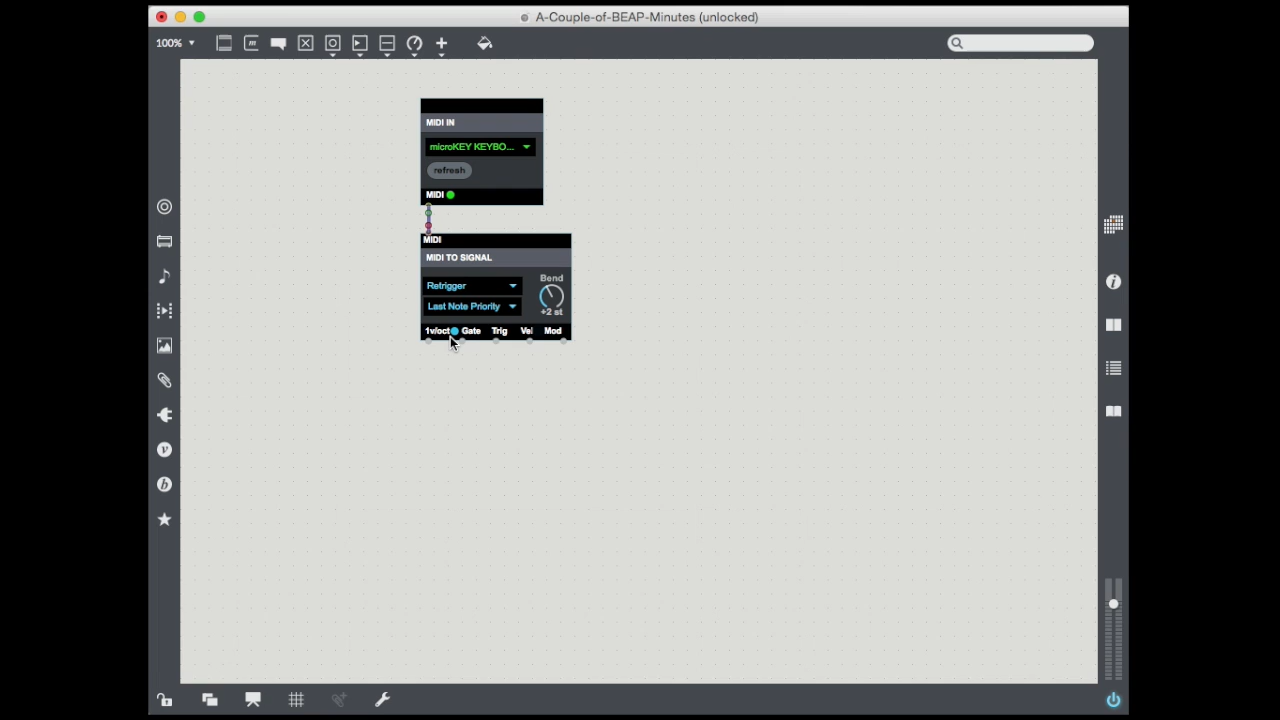 A-Couple-of-BEAP-Minutes (unlocked)
100%
MIDI IN
microKEY KEYBO...
refresh
MIDI
MIDI
MIDI TO SIGNAL
Bend
Retrigger
Last Note Priority
+2 st
1v/oct Gate Trig Vel Mod